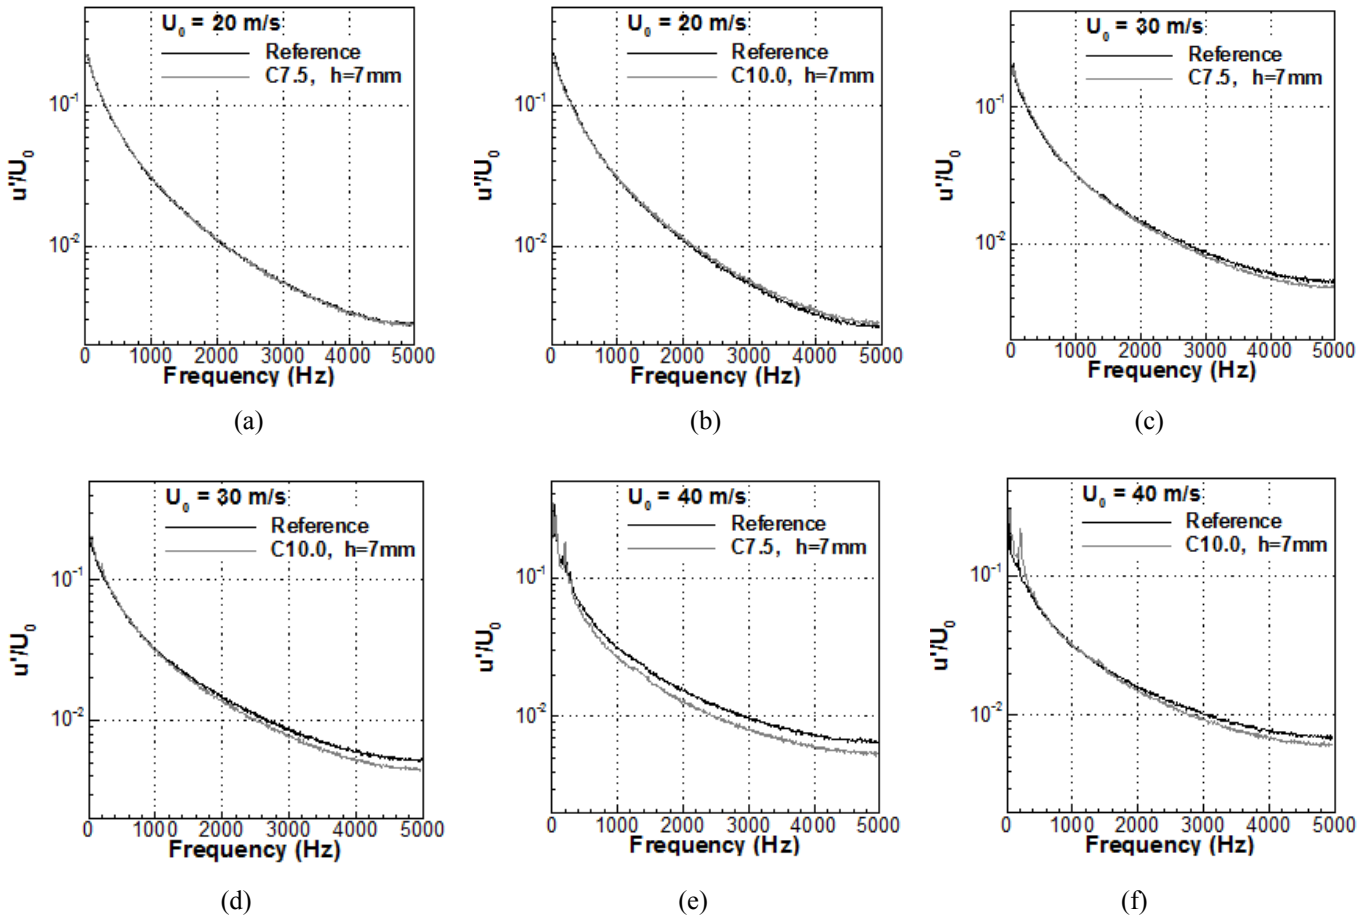 U₀ = 20 m/s
Reference
C7.5, h=7mm
10⁻¹
10⁻²
u'/U₀
0 1000 2000 3000 4000 5000
Frequency (Hz)
(a)
U₀ = 20 m/s
Reference
C10.0, h=7mm
10⁻¹
10⁻²
u'/U₀
0 1000 2000 3000 4000 5000
Frequency (Hz)
(b)
U₀ = 30 m/s
Reference
C7.5, h=7mm
10⁻¹
10⁻²
u'/U₀
0 1000 2000 3000 4000 5000
Frequency (Hz)
(c)
U₀ = 30 m/s
Reference
C10.0, h=7mm
10⁻¹
10⁻²
u'/U₀
0 1000 2000 3000 4000 5000
Frequency (Hz)
(d)
U₀ = 40 m/s
Reference
C7.5, h=7mm
10⁻¹
10⁻²
u'/U₀
0 1000 2000 3000 4000 5000
Frequency (Hz)
(e)
U₀ = 40 m/s
Reference
C10.0, h=7mm
10⁻¹
10⁻²
u'/U₀
0 1000 2000 3000 4000 5000
Frequency (Hz)
(f)